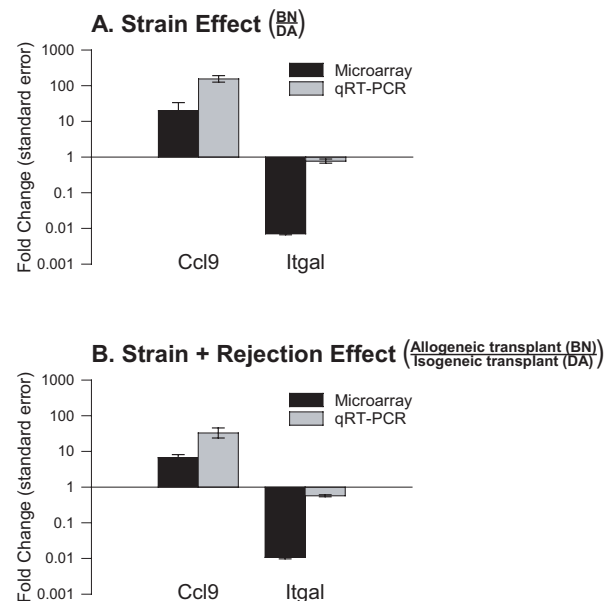 A. Strain Effect (BN/DA)
1000
100
10
1
0.1
0.01
0.001
Fold Change (standard error)
Microarray
qRT-PCR
Ccl9
Itgal
B. Strain + Rejection Effect (Allogeneic transplant (BN)/Isogeneic transplant (DA))
1000
100
10
1
0.1
0.01
0.001
Fold Change (standard error)
Microarray
qRT-PCR
Ccl9
Itgal